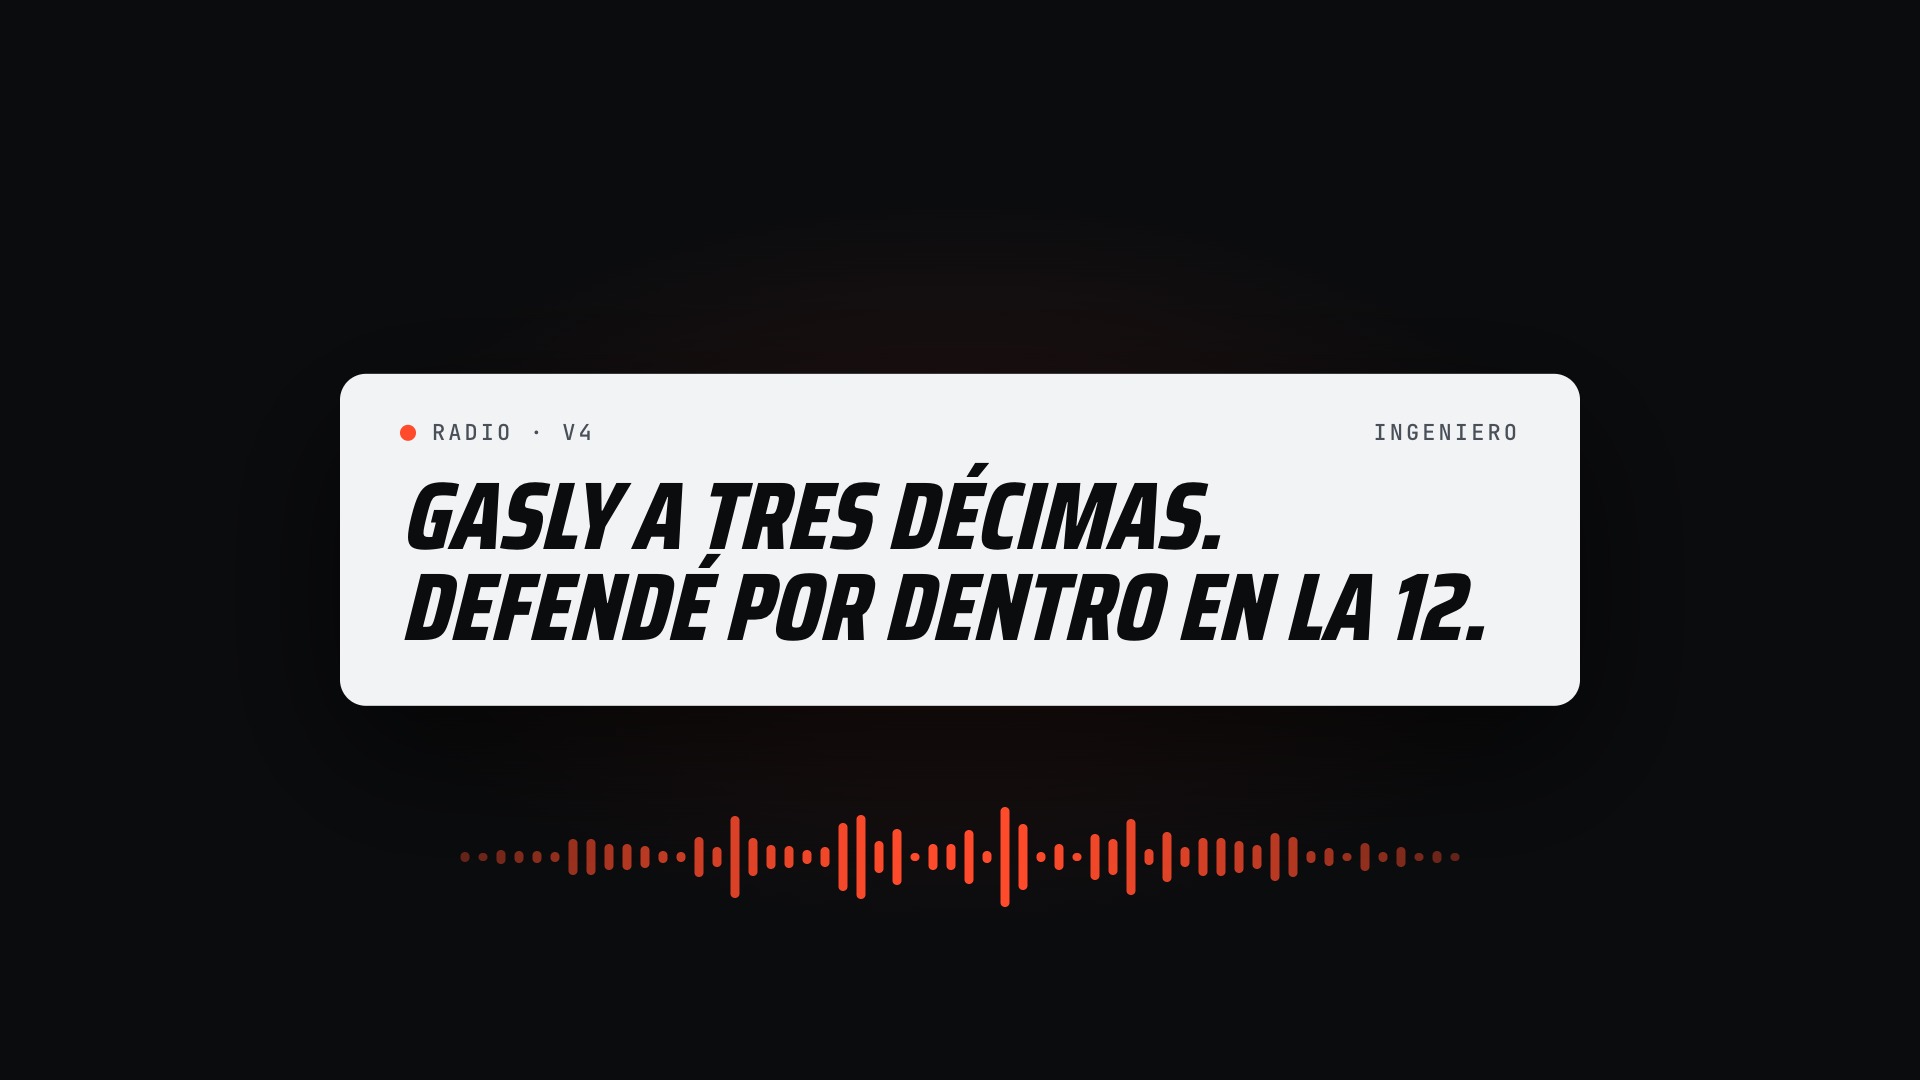 RADIO · V4
INGENIERO
GASLY A TRES DÉCIMAS.
DEFENDÉ POR DENTRO EN LA 12.